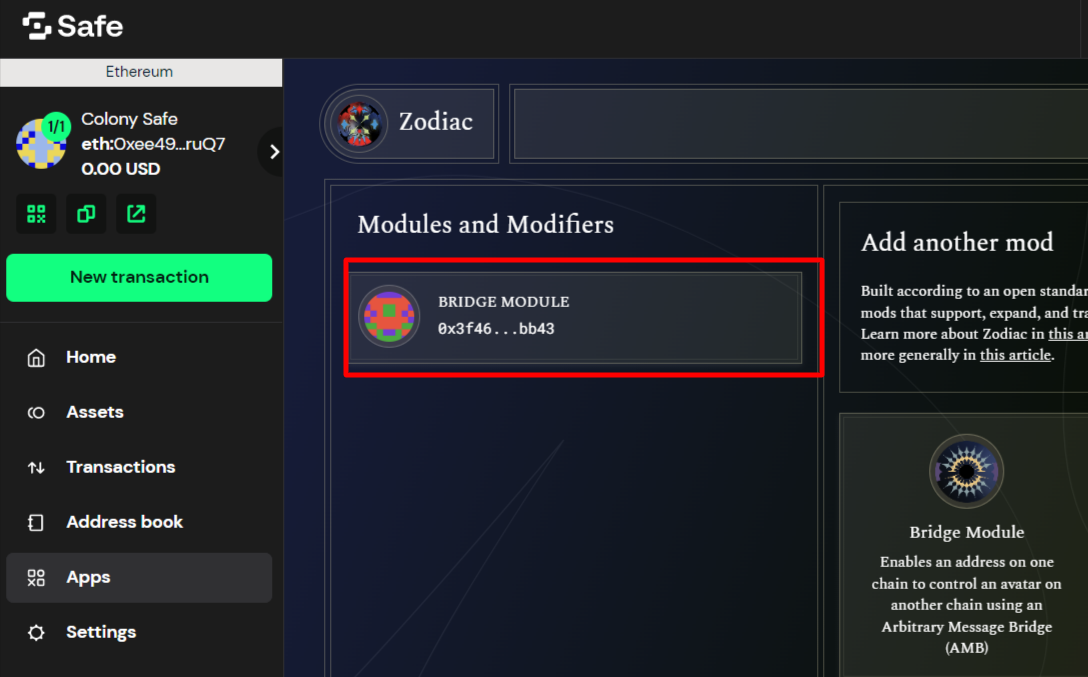 Safe
Ethereum
1/1
Colony Safe
eth:0xee49...ruQ7
0.00 USD
New transaction
Home
Assets
Transactions
Address book
Apps
Settings
Zodiac
Modules and Modifiers
BRIDGE MODULE
0x3f46...bb43
Add another mod
Built according to an open standar
mods that support, expand, and tra
Learn more about Zodiac in this ar
more generally in this article.
Bridge Module
Enables an address on one
chain to control an avatar on
another chain using an
Arbitrary Message Bridge
(AMB)